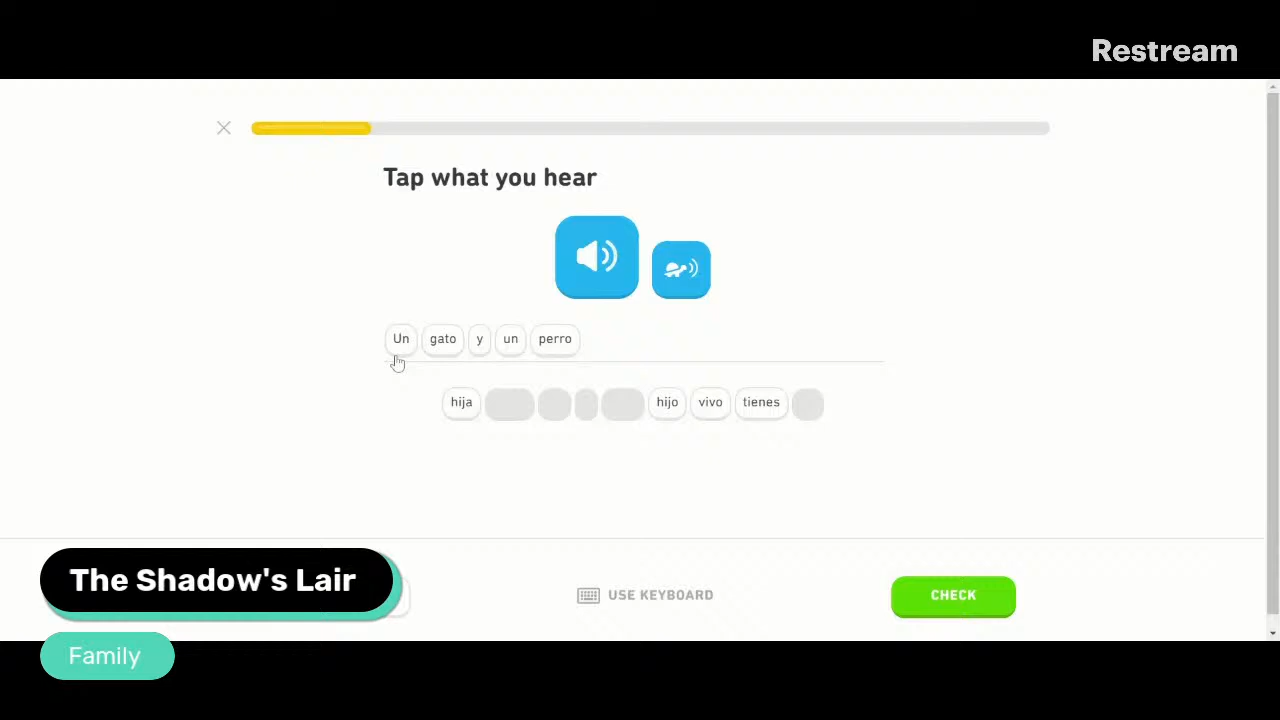 Restream
Tap what you hear
Un gato y un perro
hija hijo vivo tienes
The Shadow's Lair
USE KEYBOARD
CHECK
Family